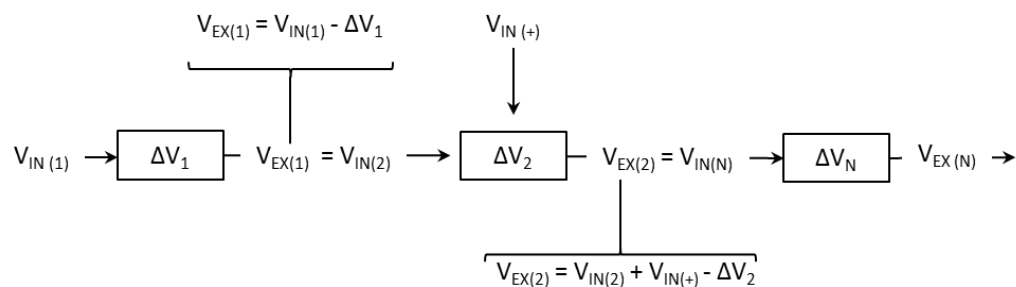 V_EX(1) = V_IN(1) - ΔV_1
V_IN (+)
V_IN (1)
ΔV_1
V_EX(1) = V_IN(2)
ΔV_2
V_EX(2) = V_IN(N)
ΔV_N
V_EX (N)
V_EX(2) = V_IN(2) + V_IN(+) - ΔV_2